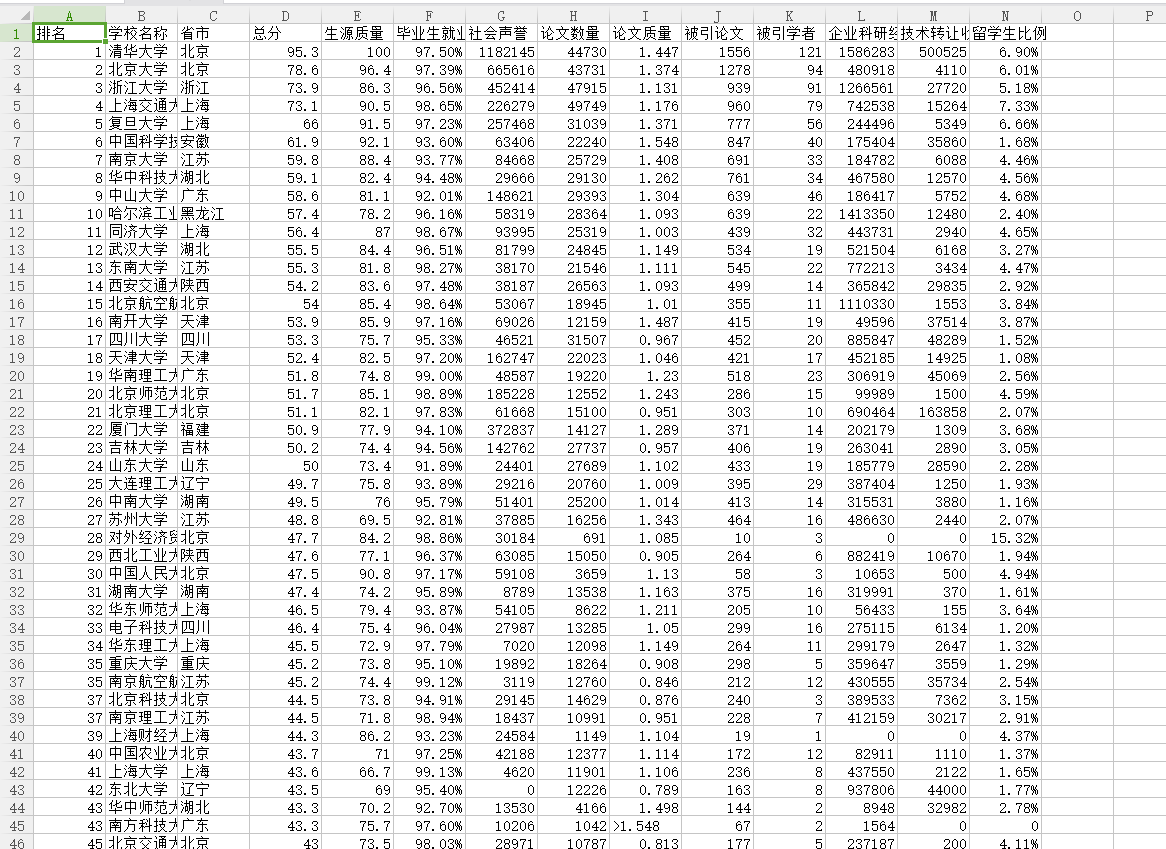 A B C D E F G H I J K L M N O P
1 排名 学校名称 省市 总分 生源质量 毕业生就业 社会声誉 论文数量 论文质量 被引论文 被引学者 企业科研经 技术转让收 留学生比例
2 1 清华大学 北京 95.3 100 97.50% 1182145 44730 1.447 1556 121 1586283 500525 6.90%
3 2 北京大学 北京 78.6 96.4 97.39% 665616 43731 1.374 1278 94 480918 4110 6.01%
4 3 浙江大学 浙江 73.9 86.3 96.56% 452414 47915 1.131 939 91 1266561 27720 5.18%
5 4 上海交通大 上海 73.1 90.5 98.65% 226279 49749 1.176 960 79 742538 15264 7.33%
6 5 复旦大学 上海 66 91.5 97.23% 257468 31039 1.371 777 56 244496 5349 6.66%
7 6 中国科学技 安徽 61.9 92.1 93.60% 63406 22240 1.548 847 40 175404 35860 1.68%
8 7 南京大学 江苏 59.8 88.4 93.77% 84668 25729 1.408 691 33 184782 6088 4.46%
9 8 华中科技大 湖北 59.1 82.4 94.48% 29666 29130 1.262 761 34 467580 12570 4.56%
10 9 中山大学 广东 58.6 81.1 92.01% 148621 29393 1.304 639 46 186417 5752 4.68%
11 10 哈尔滨工业 黑龙江 57.4 78.2 96.16% 58319 28364 1.093 639 22 1413350 12480 2.40%
12 11 同济大学 上海 56.4 87 98.67% 93995 25319 1.003 439 32 443731 2940 4.65%
13 12 武汉大学 湖北 55.5 84.4 96.51% 81799 24845 1.149 534 19 521504 6168 3.27%
14 13 东南大学 江苏 55.3 81.8 98.27% 38170 21546 1.111 545 22 772213 3434 4.47%
15 14 西安交通大 陕西 54.2 83.6 97.48% 38187 26563 1.093 499 14 365842 29835 2.92%
16 15 北京航空航 北京 54 85.4 98.64% 53067 18945 1.01 355 11 1110330 1553 3.84%
17 16 南开大学 天津 53.9 85.9 97.16% 69026 12159 1.487 415 19 49596 37514 3.87%
18 17 四川大学 四川 53.3 75.7 95.33% 46521 31507 0.967 452 20 885847 48289 1.52%
19 18 天津大学 天津 52.4 82.5 97.20% 162747 22023 1.046 421 17 452185 14925 1.08%
20 19 华南理工大 广东 51.8 74.8 99.00% 48587 19220 1.23 518 23 306919 45069 2.56%
21 20 北京师范大 北京 51.7 85.1 98.89% 185228 12552 1.243 286 15 99989 1500 4.59%
22 21 北京理工大 北京 51.1 82.1 97.83% 61668 15100 0.951 303 10 690464 163858 2.07%
23 22 厦门大学 福建 50.9 77.9 94.10% 372837 14127 1.289 371 14 202179 1309 3.68%
24 23 吉林大学 吉林 50.2 74.4 94.56% 142762 27737 0.957 406 19 263041 2890 3.05%
25 24 山东大学 山东 50 73.4 91.89% 24401 27689 1.102 433 19 185779 28590 2.28%
26 25 大连理工大 辽宁 49.7 75.8 93.89% 29216 20760 1.009 395 29 387404 1250 1.93%
27 26 中南大学 湖南 49.5 76 95.79% 51401 25200 1.014 413 14 315531 3880 1.16%
28 27 苏州大学 江苏 48.8 69.5 92.81% 37885 16256 1.343 464 16 486630 2440 2.07%
29 28 对外经济贸 北京 47.7 84.2 98.86% 30184 691 1.085 10 3 0 0 15.32%
30 29 西北工业大 陕西 47.6 77.1 96.37% 63085 15050 0.905 264 6 882419 10670 1.94%
31 30 中国人民大 北京 47.5 90.8 97.17% 59108 3659 1.13 58 3 10653 500 4.94%
32 31 湖南大学 湖南 47.4 74.2 95.89% 8789 13538 1.163 375 16 319991 370 1.61%
33 32 华东师范大 上海 46.5 79.4 93.87% 54105 8622 1.211 205 10 56433 155 3.64%
34 33 电子科技大 四川 46.4 75.4 96.04% 27987 13285 1.05 299 16 275115 6134 1.20%
35 34 华东理工大 上海 45.5 72.9 97.79% 7020 12098 1.149 264 11 299179 2647 1.32%
36 35 重庆大学 重庆 45.2 73.8 95.10% 19892 18264 0.908 298 5 359647 3559 1.29%
37 35 南京航空航 江苏 45.2 74.4 99.12% 3119 12760 0.846 212 12 430555 35734 2.54%
38 37 北京科技大 北京 44.5 73.8 94.91% 29145 14629 0.876 240 3 389533 7362 3.15%
39 37 南京理工大 江苏 44.5 71.8 98.94% 18437 10991 0.951 228 7 412159 30217 2.91%
40 39 上海财经大 上海 44.3 86.2 93.23% 24584 1149 1.104 19 1 0 0 4.37%
41 40 中国农业大 北京 43.7 71 97.25% 42188 12377 1.114 172 12 82911 1110 1.37%
42 41 上海大学 上海 43.6 66.7 99.13% 4620 11901 1.106 236 8 437550 2122 1.65%
43 42 东北大学 辽宁 43.5 69 95.40% 0 12226 0.789 163 8 937806 44000 1.77%
44 43 华中师范大 湖北 43.3 70.2 92.70% 13530 4166 1.498 144 2 8948 32982 2.78%
45 43 南方科技大 广东 43.3 75.7 97.60% 10206 1042 >1.548 67 2 1564 0 0
46 45 北京交通大 北京 43 73.5 98.03% 28971 10787 0.813 177 5 237187 200 4.11%